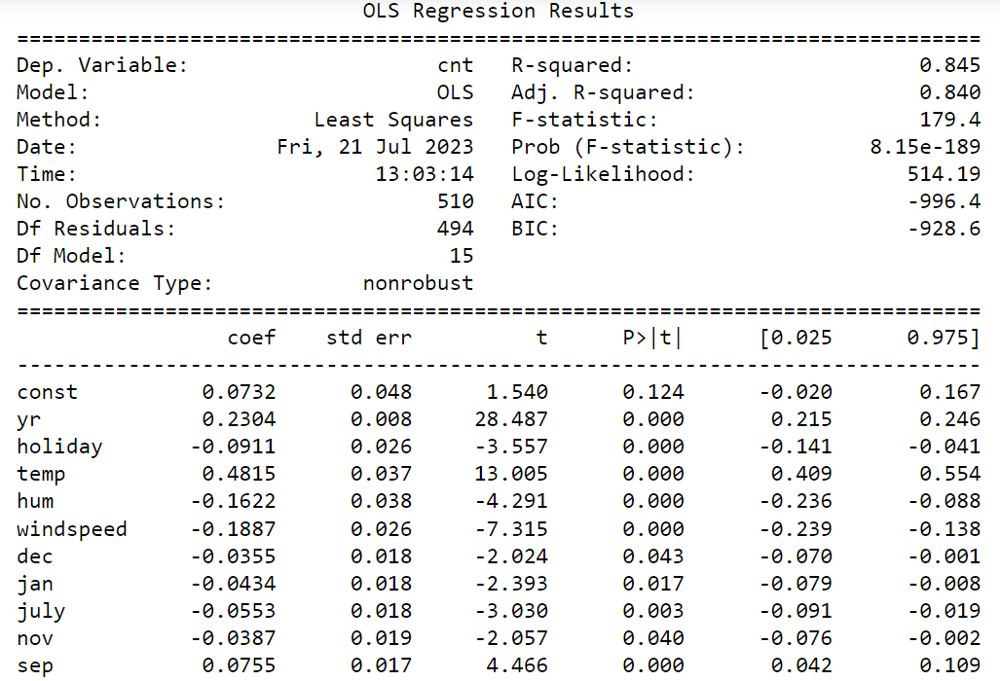 OLS Regression Results
==============================================================================
Dep. Variable: cnt R-squared: 0.845
Model: OLS Adj. R-squared: 0.840
Method: Least Squares F-statistic: 179.4
Date: Fri, 21 Jul 2023 Prob (F-statistic): 8.15e-189
Time: 13:03:14 Log-Likelihood: 514.19
No. Observations: 510 AIC: -996.4
Df Residuals: 494 BIC: -928.6
Df Model: 15
Covariance Type: nonrobust
==============================================================================
coef std err t P>|t| [0.025 0.975]
------------------------------------------------------------------------------
const 0.0732 0.048 1.540 0.124 -0.020 0.167
yr 0.2304 0.008 28.487 0.000 0.215 0.246
holiday -0.0911 0.026 -3.557 0.000 -0.141 -0.041
temp 0.4815 0.037 13.005 0.000 0.409 0.554
hum -0.1622 0.038 -4.291 0.000 -0.236 -0.088
windspeed -0.1887 0.026 -7.315 0.000 -0.239 -0.138
dec -0.0355 0.018 -2.024 0.043 -0.070 -0.001
jan -0.0434 0.018 -2.393 0.017 -0.079 -0.008
july -0.0553 0.018 -3.030 0.003 -0.091 -0.019
nov -0.0387 0.019 -2.057 0.040 -0.076 -0.002
sep 0.0755 0.017 4.466 0.000 0.042 0.109